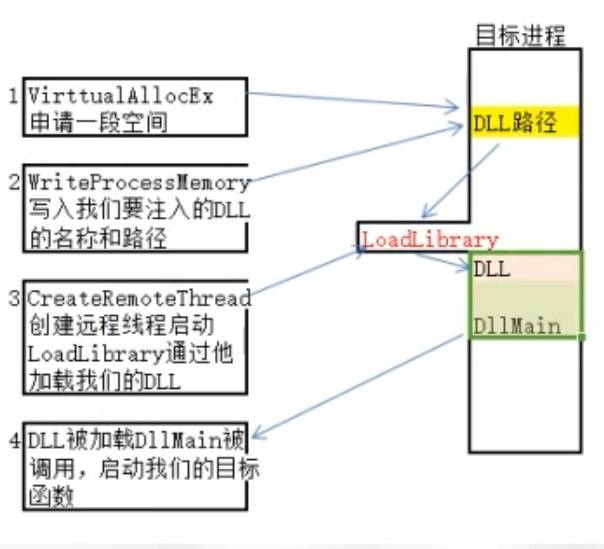 目标进程
1 VirttualAllocEx
申请一段空间
DLL路径
2 WriteProcessMemory
写入我们要注入的DLL
的名称和路径
LoadLibrary
DLL
DllMain
3 CreateRemoteThread
创建远程线程启动
LoadLibrary通过他
加载我们的DLL
4 DLL被加载DllMain被
调用，启动我们的目标
函数